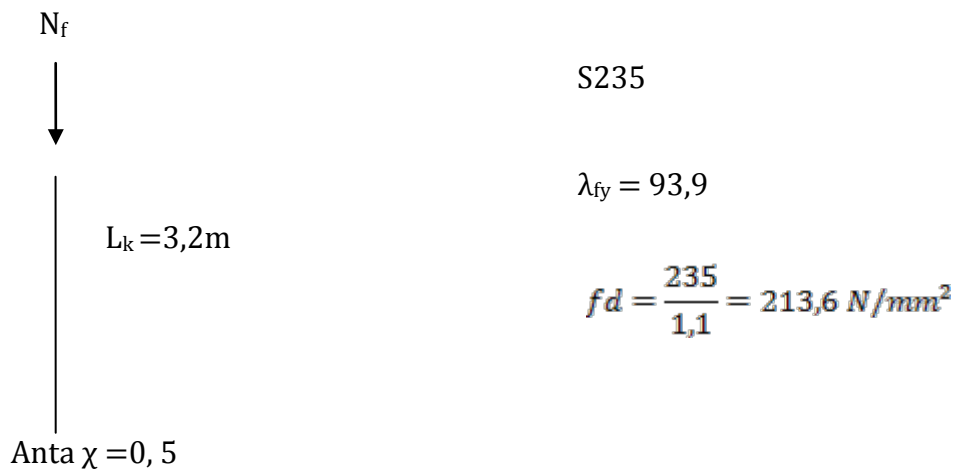 N_f
S235
λ_fy = 93,9
L_k =3,2m
fd = 235/1,1 = 213,6 N/mm²
Anta χ =0, 5